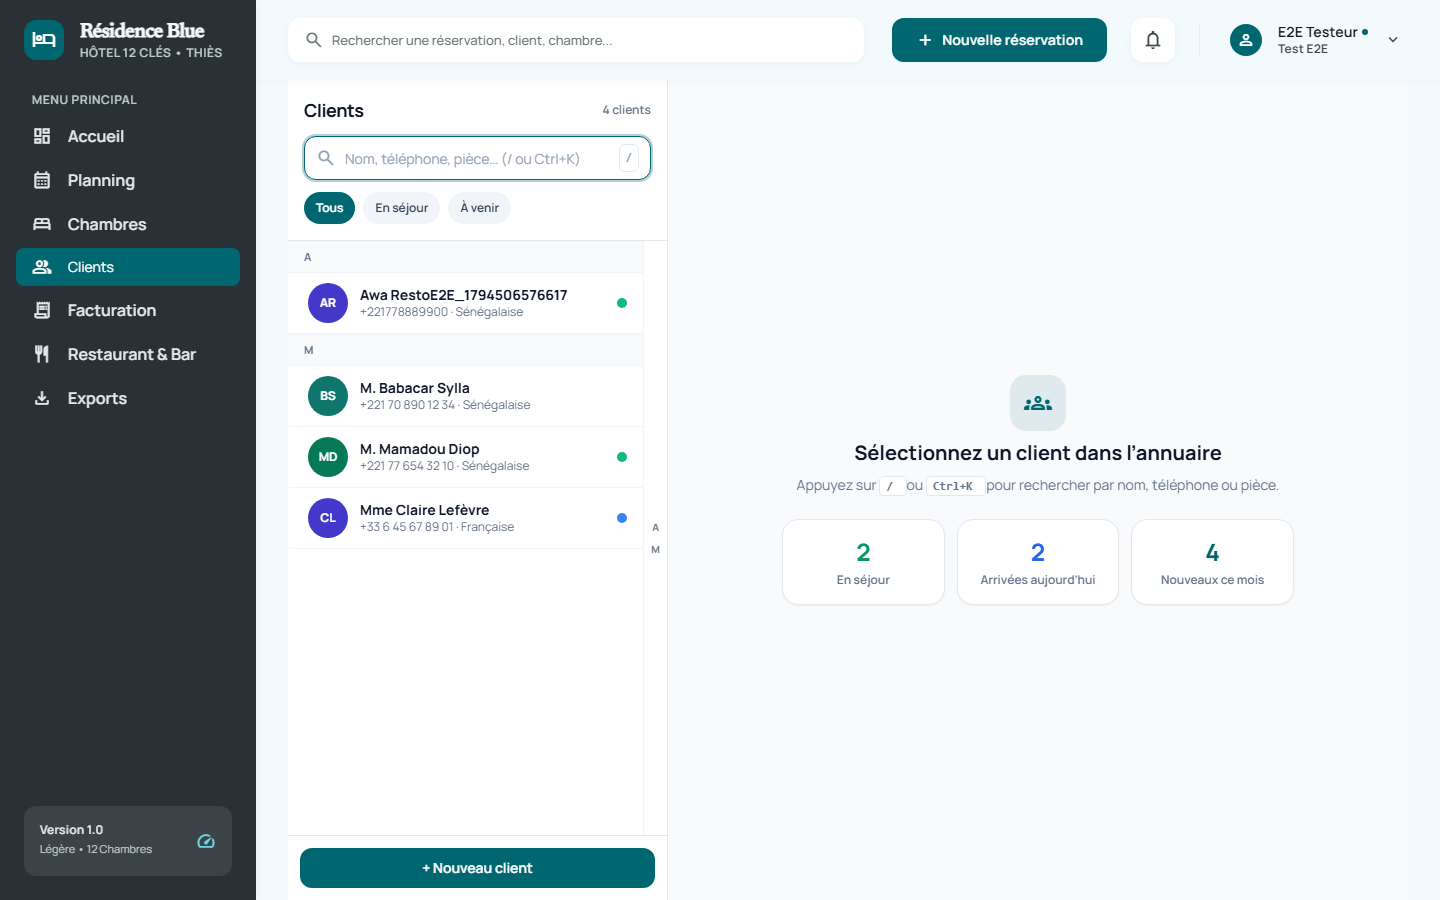 Résidence Blue
HÔTEL 12 CLÉS • THIÈS
MENU PRINCIPAL
Accueil
Planning
Chambres
Clients
Facturation
Restaurant & Bar
Exports
Version 1.0
Légère • 12 Chambres
Rechercher une réservation, client, chambre...
+ Nouvelle réservation
E2E Testeur
Test E2E
Clients
4 clients
Nom, téléphone, pièce... (/ ou Ctrl+K)
/
Tous
En séjour
À venir
A
AR
Awa RestoE2E_1794506576617
+221778889900 · Sénégalaise
M
BS
M. Babacar Sylla
+221 70 890 12 34 · Sénégalaise
MD
M. Mamadou Diop
+221 77 654 32 10 · Sénégalaise
CL
Mme Claire Lefèvre
+33 6 45 67 89 01 · Française
A
M
+ Nouveau client
Sélectionnez un client dans l’annuaire
Appuyez sur / ou Ctrl+K pour rechercher par nom, téléphone ou pièce.
2
En séjour
2
Arrivées aujourd'hui
4
Nouveaux ce mois